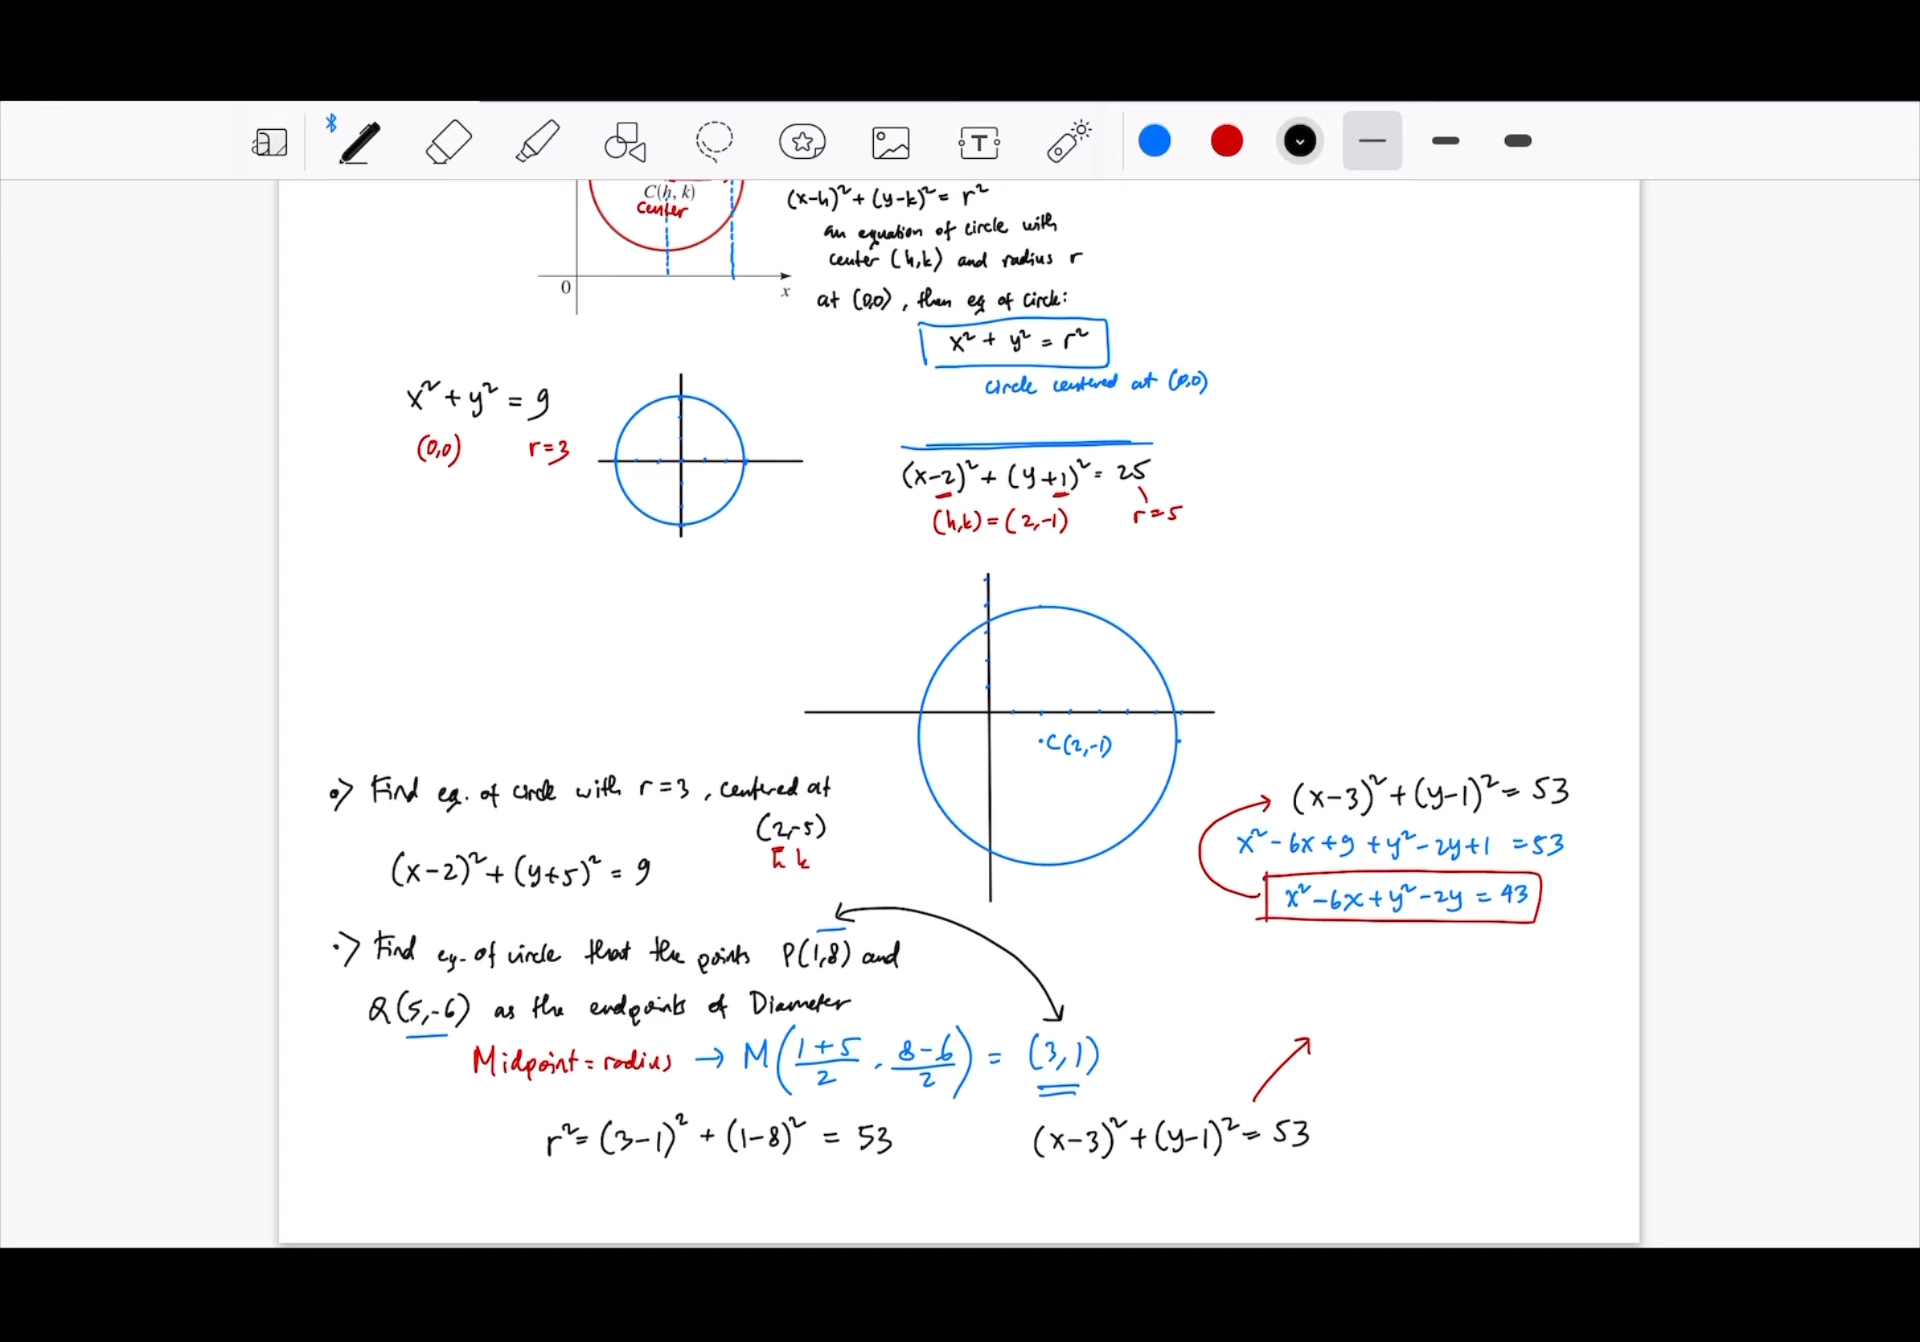 C(h, k)
Center
0
x
(x-h)² + (y-k)² = r²
an equation of circle with
center (h,k) and radius r
at (0,0), then eq of circle:
x² + y² = r²
circle centered at (0,0)
x² + y² = 9
(0,0) r=3
(x-2)² + (y+1)² = 25
(h,k) = (2,-1) r=5
C(2,-1)
•> Find eq. of circle with r=3, centered at
(2,-5)
h k
(x-2)² + (y+5)² = 9
(x-3)² + (y-1)² = 53
x² - 6x + 9 + y² - 2y + 1 = 53
x² - 6x + y² - 2y = 43
•> Find eq. of circle that the points P(1,8) and
Q(5,-6) as the endpoints of Diameter
Midpoint = radius → M(1+5/2, 8-6/2) = (3,1)
r² = (3-1)² + (1-8)² = 53
(x-3)² + (y-1)² = 53